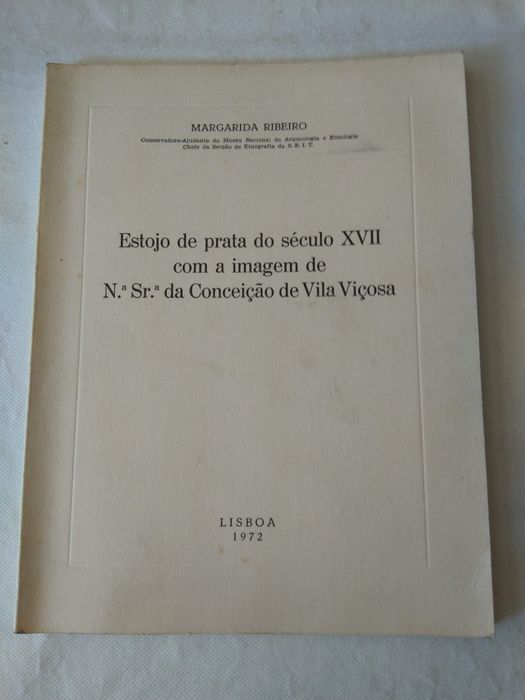 MARGARIDA RIBEIRO
Conservadora-Ajudante do Museu Nacional de Arqueologia e Etnologia
Chefe da Secção de Etnografia da S. E. I. T.
Estojo de prata do século XVII
com a imagem de
N.ª Sr.ª da Conceição de Vila Viçosa
LISBOA
1972